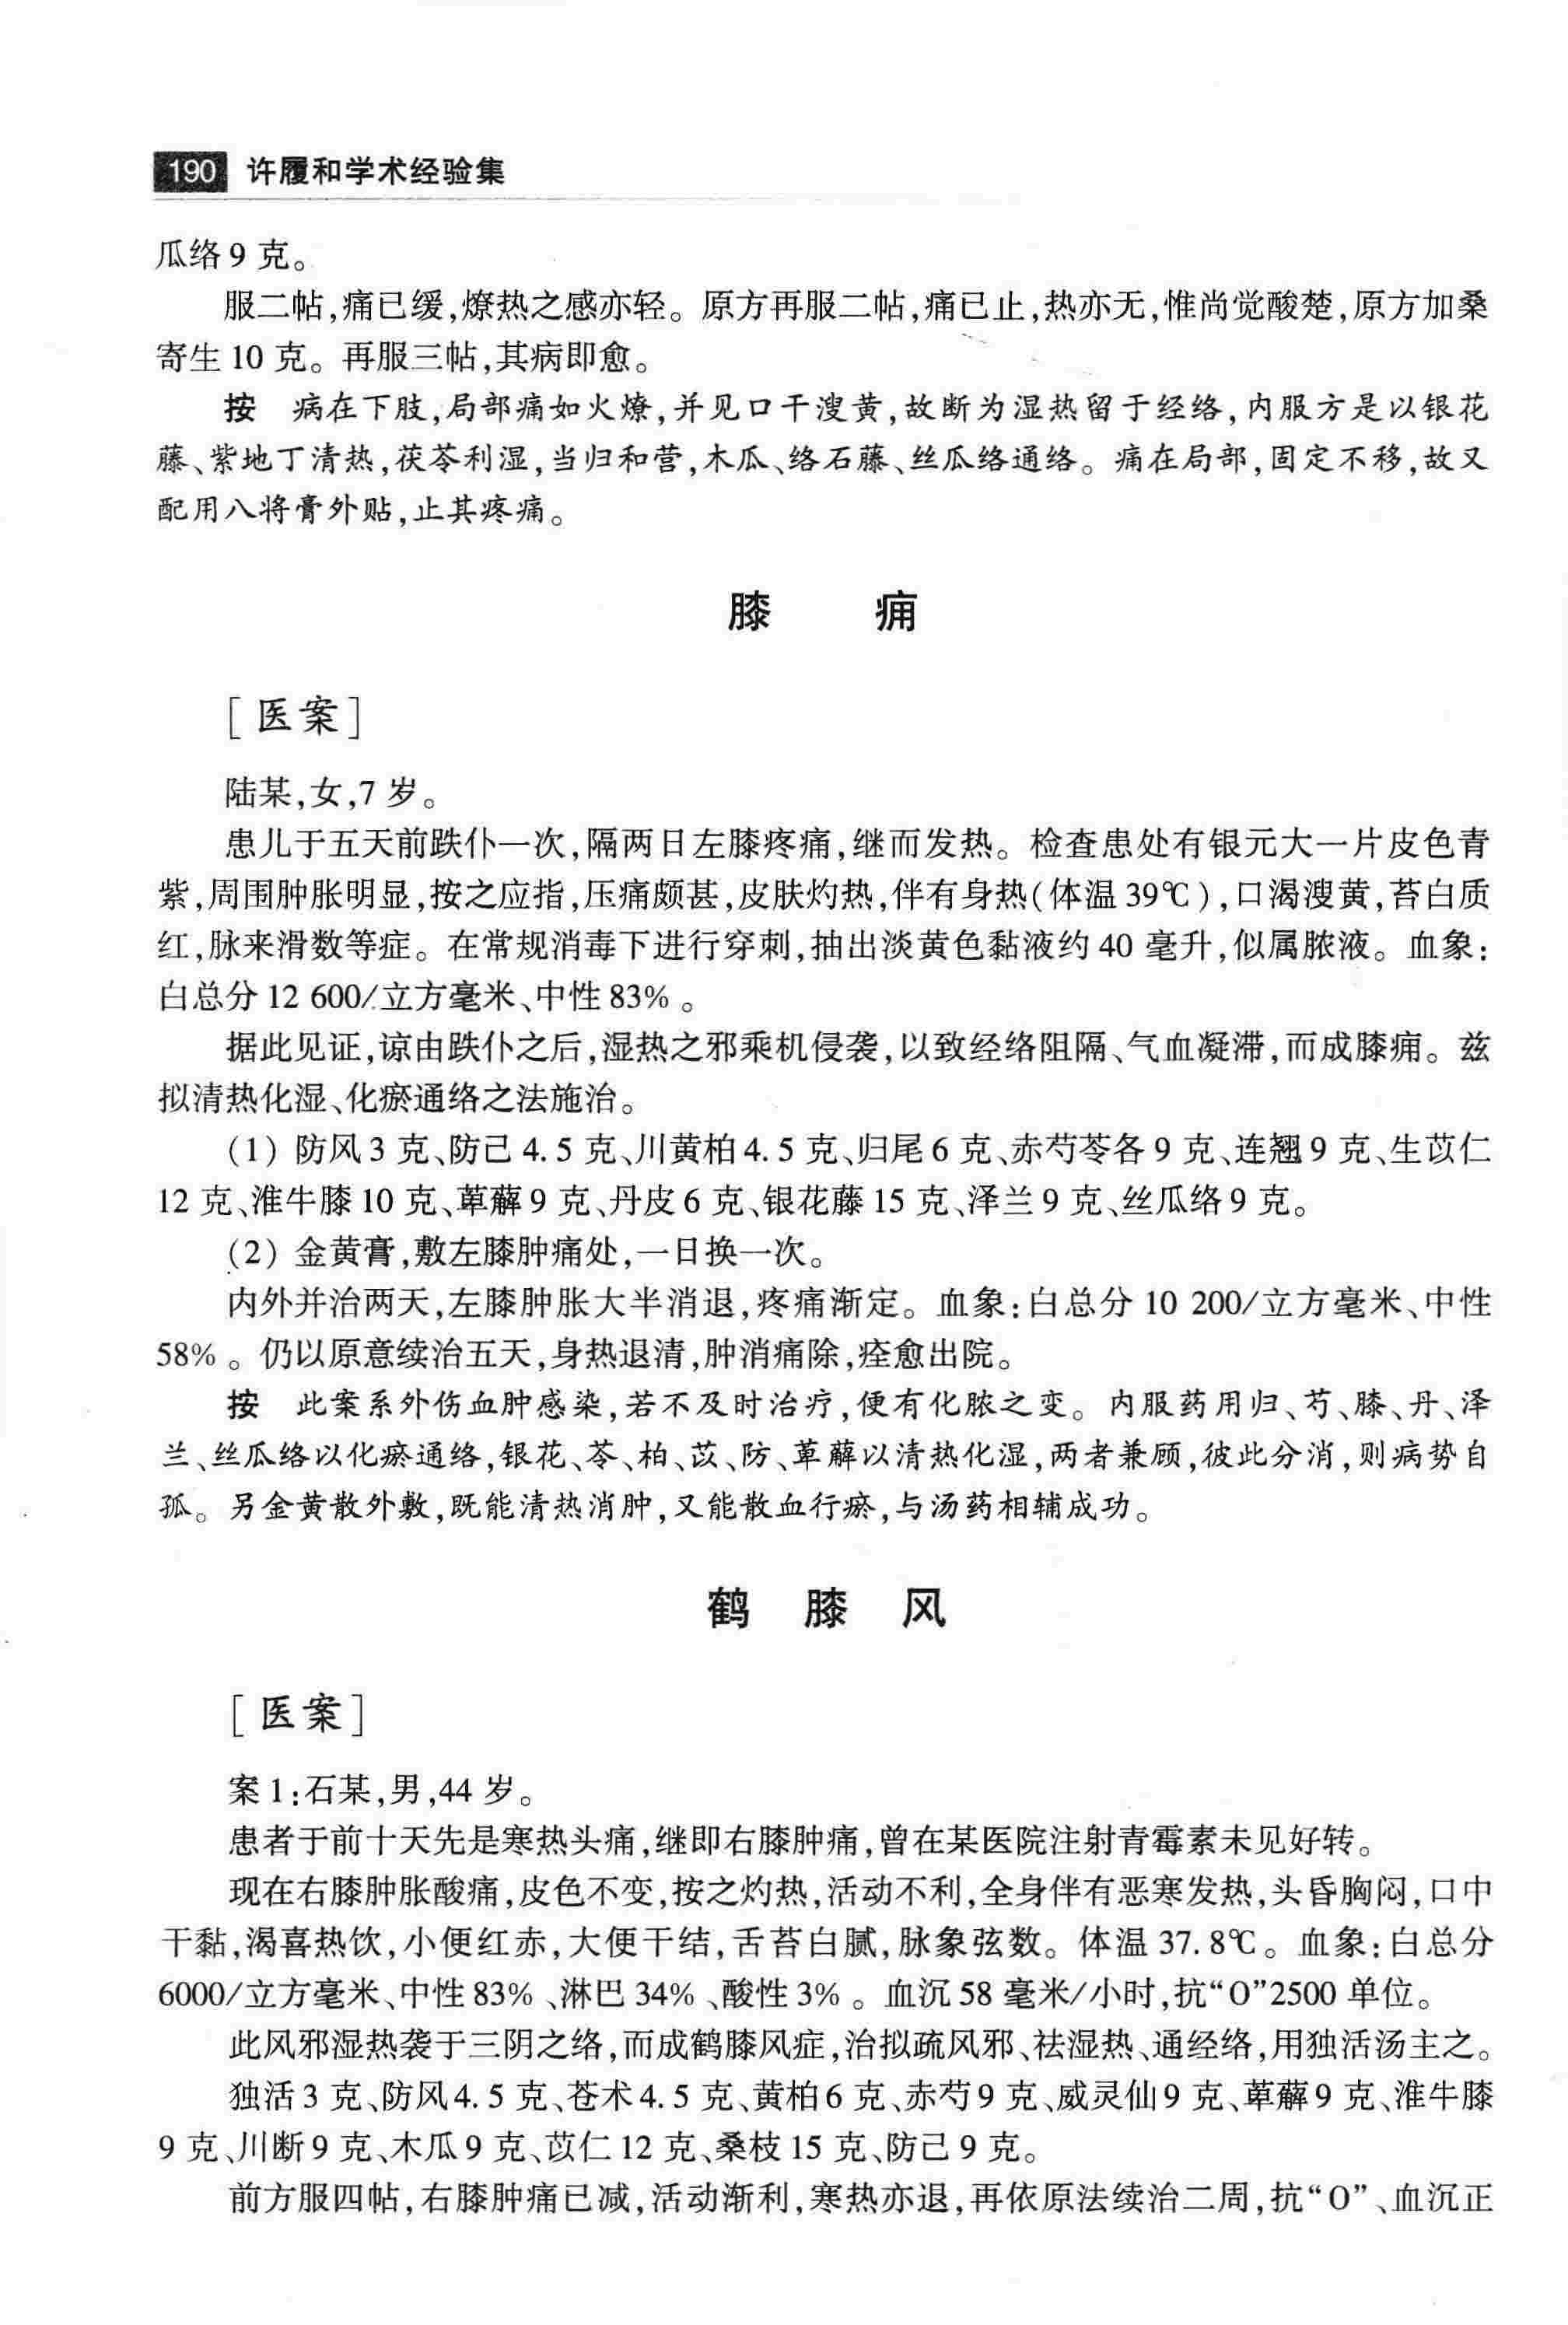 190 许履和学术经验集
瓜络9克。
服二帖,痛已缓,燎热之感亦轻。原方再服二帖,痛已止,热亦无,惟尚觉酸楚,原方加桑
寄生10克。再服三帖,其病即愈。
按 病在下肢,局部痛如火燎,并见口干溲黄,故断为湿热留于经络,内服方是以银花
藤、紫地丁清热,茯苓利湿,当归和营,木瓜、络石藤、丝瓜络通络。痛在局部,固定不移,故又
配用八将膏外贴,止其疼痛。
膝 痈
[医案]
陆某,女,7岁。
患儿于五天前跌仆一次,隔两日左膝疼痛,继而发热。检查患处有银元大一片皮色青
紫,周围肿胀明显,按之应指,压痛颇甚,皮肤灼热,伴有身热(体温39℃),口渴溲黄,苔白质
红,脉来滑数等症。在常规消毒下进行穿刺,抽出淡黄色黏液约40毫升,似属脓液。血象:
白总分12 600/立方毫米、中性83%。
据此见证,谅由跌仆之后,湿热之邪乘机侵袭,以致经络阻隔、气血凝滞,而成膝痈。兹
拟清热化湿、化瘀通络之法施治。
(1) 防风3克、防己4.5克、川黄柏4.5克、归尾6克、赤芍苓各9克、连翘9克、生苡仁
12克、淮牛膝10克、萆薢9克、丹皮6克、银花藤15克、泽兰9克、丝瓜络9克。
(2) 金黄膏,敷左膝肿痛处,一日换一次。
内外并治两天,左膝肿胀大半消退,疼痛渐定。血象:白总分10 200/立方毫米、中性
58%。仍以原意续治五天,身热退清,肿消痛除,痊愈出院。
按 此案系外伤血肿感染,若不及时治疗,便有化脓之变。内服药用归、芍、膝、丹、泽
兰、丝瓜络以化瘀通络,银花、苓、柏、苡、防、萆薢以清热化湿,两者兼顾,彼此分消,则病势自
孤。另金黄散外敷,既能清热消肿,又能散血行瘀,与汤药相辅成功。
鹤 膝 风
[医案]
案1:石某,男,44岁。
患者于前十天先是寒热头痛,继即右膝肿痛,曾在某医院注射青霉素未见好转。
现在右膝肿胀酸痛,皮色不变,按之灼热,活动不利,全身伴有恶寒发热,头昏胸闷,口中
干黏,渴喜热饮,小便红赤,大便干结,舌苔白腻,脉象弦数。体温37.8℃。血象:白总分
6000/立方毫米、中性83%、淋巴34%、酸性3%。血沉58毫米/小时,抗“O”2500单位。
此风邪湿热袭于三阴之络,而成鹤膝风症,治拟疏风邪、祛湿热、通经络,用独活汤主之。
独活3克、防风4.5克、苍术4.5克、黄柏6克、赤芍9克、威灵仙9克、萆薢9克、淮牛膝
9克、川断9克、木瓜9克、苡仁12克、桑枝15克、防己9克。
前方服四帖,右膝肿痛已减,活动渐利,寒热亦退,再依原法续治二周,抗“O”、血沉正